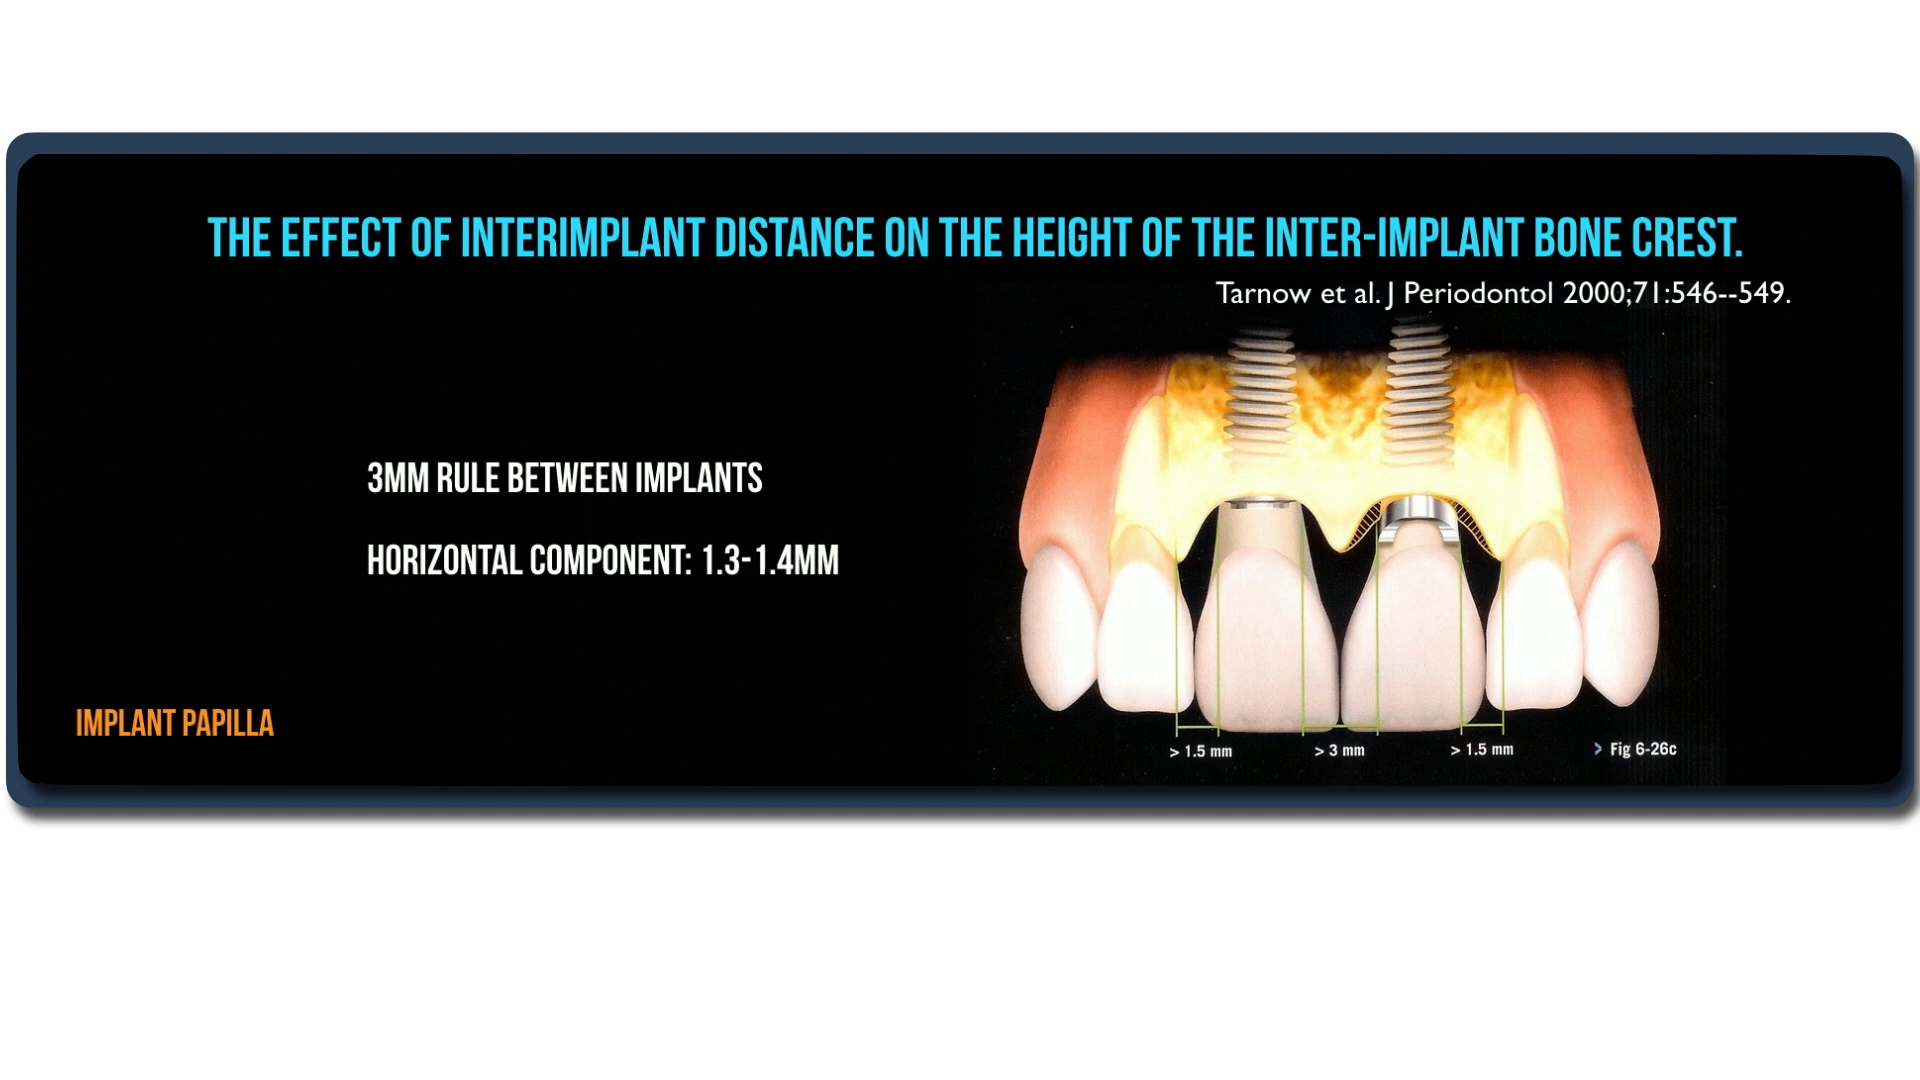 THE EFFECT OF INTERIMPLANT DISTANCE ON THE HEIGHT OF THE INTER-IMPLANT BONE CREST.
Tarnow et al. J Periodontol 2000;71:546--549.
3MM RULE BETWEEN IMPLANTS
HORIZONTAL COMPONENT: 1.3-1.4MM
IMPLANT PAPILLA
> 1.5 mm > 3 mm > 1.5 mm › Fig 6-26c